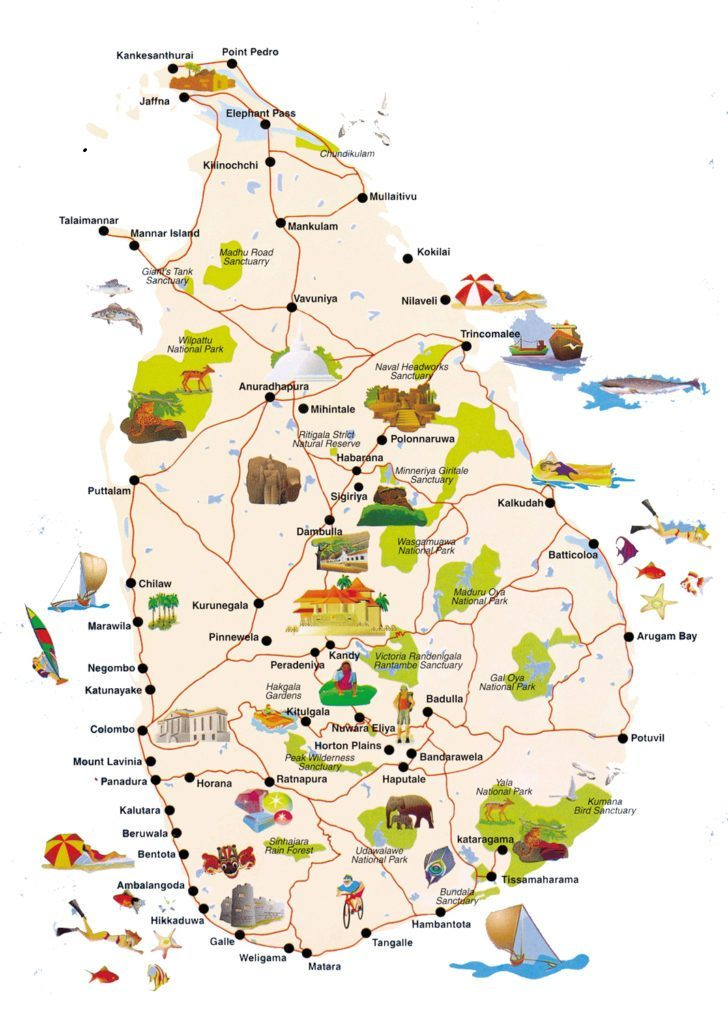 Point Pedro
Kankesanthurai
Jaffna
Elephant Pass
Chundikulam
Kilinochchi
Mullaitivu
Talaimannar
Mannar Island
Mankulam
Kokilai
Madhu Road
Sanctuarry
Giant's Tank
Sanctuary
Vavuniya
Nilaveli
Trincomalee
Wilpattu
National Park
Naval Headworks
Sanctuary
Anuradhapura
Mihintale
Ritigala Strict
Natural Reserve
Polonnaruwa
Habarana
Minneriya Giritale
Sanctuary
Puttalam
Sigiriya
Kalkudah
Dambulla
Wasgamuawa
National Park
Batticoloa
Chilaw
Maduru Oya
National Park
Kurunegala
Marawila
Pinnewela
Arugam Bay
Kandy
Peradeniya
Victoria Randenigala
Rantambe Sanctuary
Negombo
Katunayake
Hakgala
Gardens
Gal Oya
National Park
Badulla
Kitulgala
Colombo
Nuwara Eliya
Potuvil
Horton Plains
Bandarawela
Mount Lavinia
Peak Wilderness
Sanctuary
Panadura
Horana
Ratnapura
Haputale
Yala
National Park
Kumana
Bird Sanctuary
Kalutara
Beruwala
Sinhajara
Rain Forest
Udawalawe
National Park
kataragama
Bentota
Tissamaharama
Ambalangoda
Bundala
Sanctuary
Hikkaduwa
Hambantota
Galle
Tangalle
Weligama
Matara